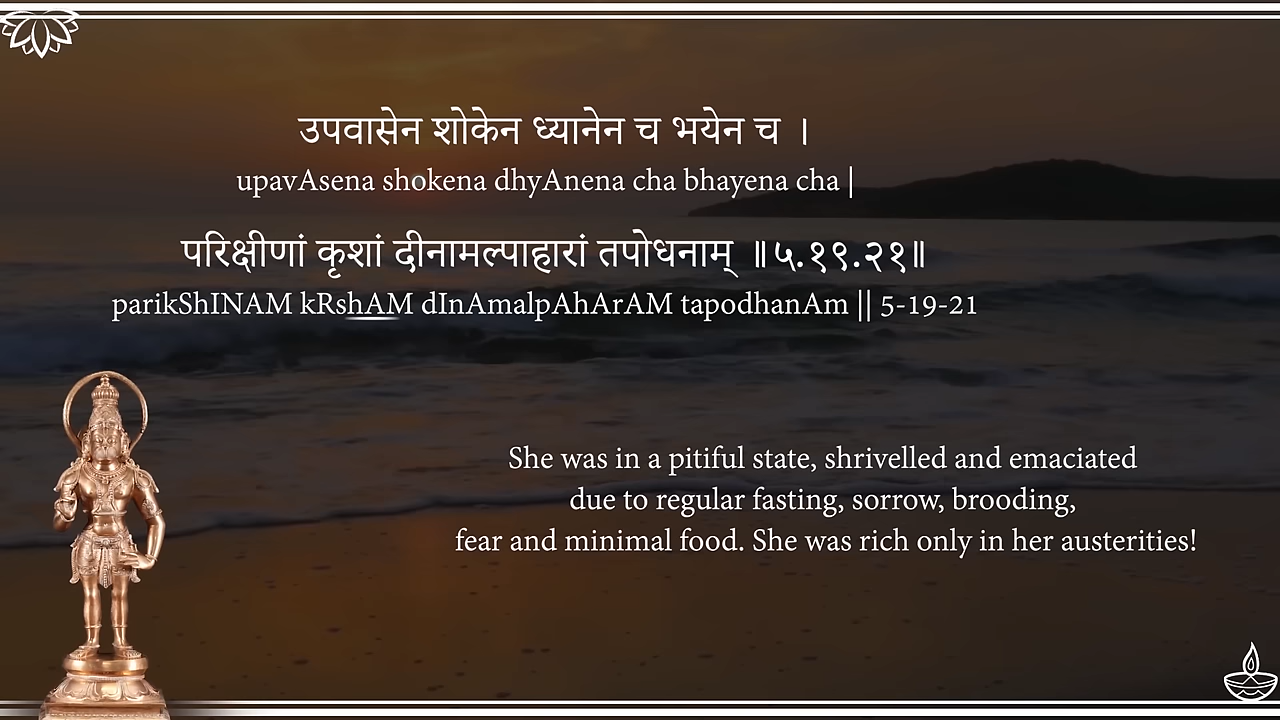 उपवासेन शोकेन ध्यानेन च भयेन च ।
upavAsena shokena dhyAnena cha bhayena cha |
परिक्षीणां कृशां दीनामल्पाहारां तपोधनाम् ॥५.१९.२१॥
parikShINAM kRshAM dInAmalpAhArAM tapodhanAm || 5-19-21
She was in a pitiful state, shrivelled and emaciated
due to regular fasting, sorrow, brooding,
fear and minimal food. She was rich only in her austerities!